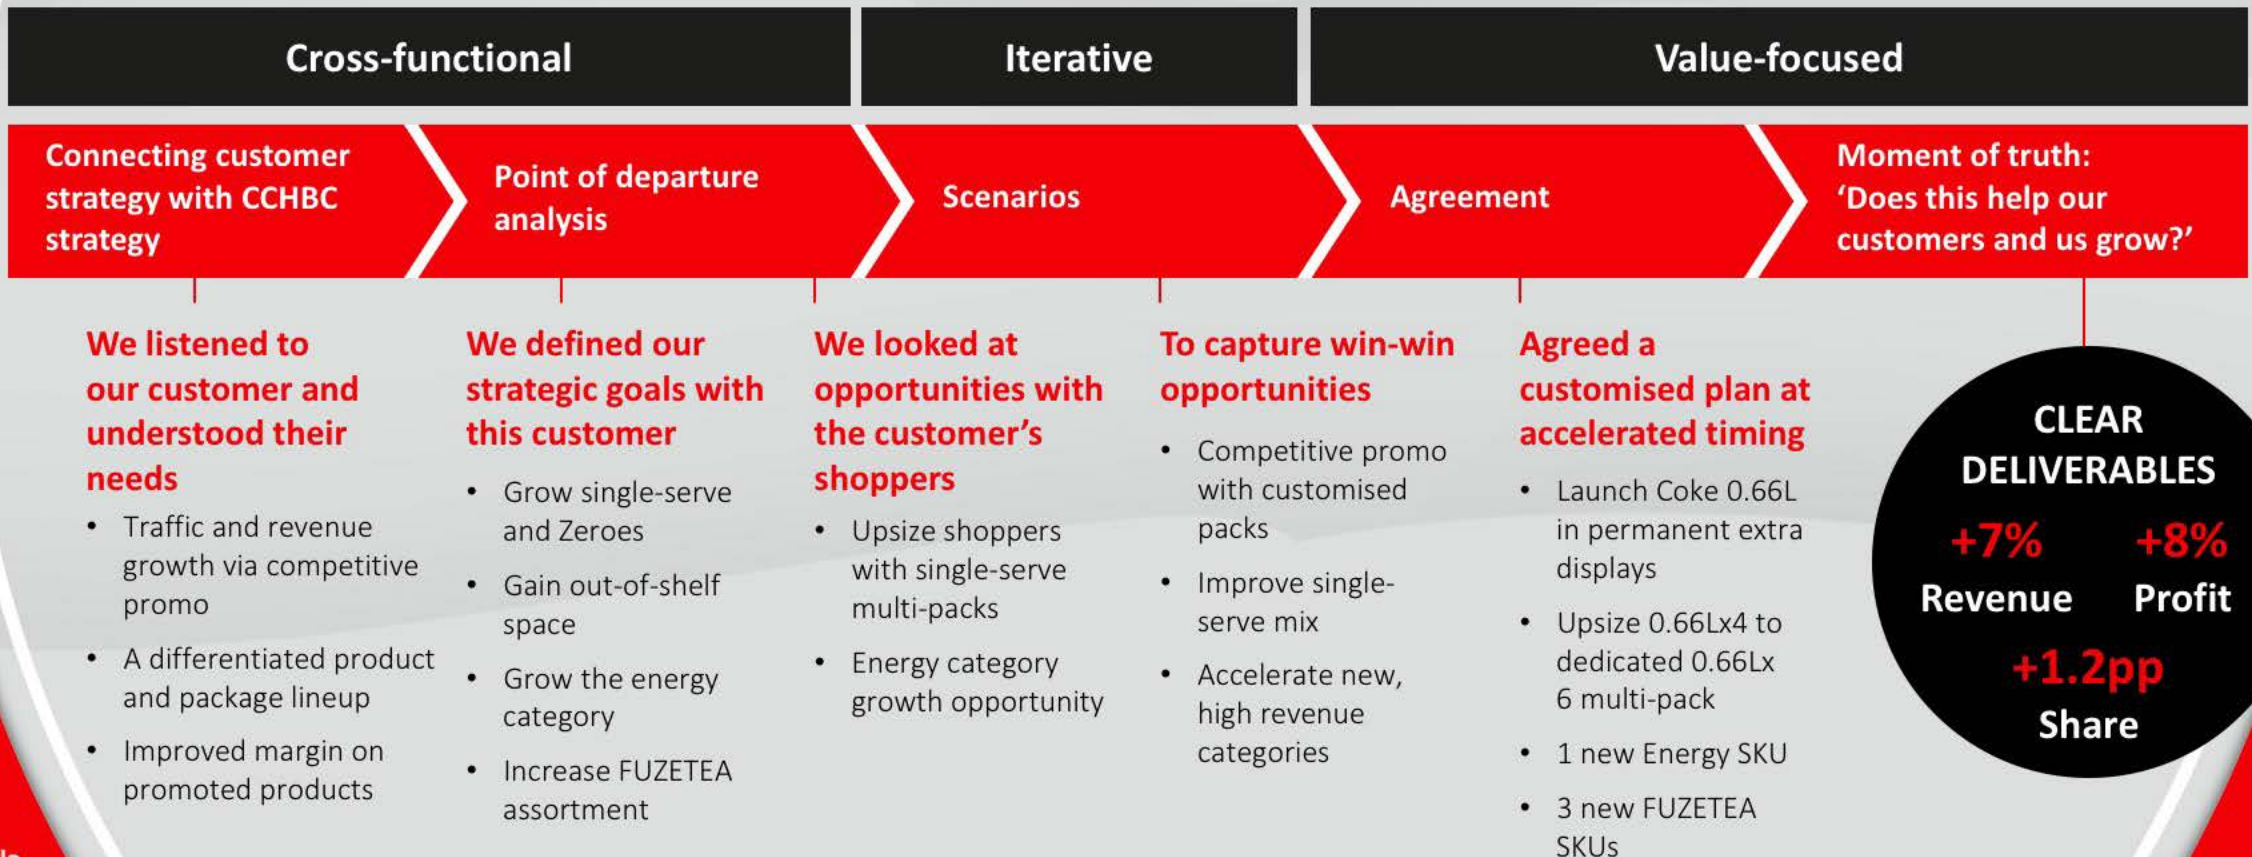 Cross-functional
Iterative
Value-focused
Connecting customer
strategy with CCHBC
strategy
Point of departure
analysis
Scenarios
Agreement
Moment of truth:
‘Does this help our
customers and us grow?’
We listened to
our customer and
understood their
needs
• Traffic and revenue
growth via competitive
promo
• A differentiated product
and package lineup
• Improved margin on
promoted products
We defined our
strategic goals with
this customer
• Grow single-serve
and Zeroes
• Gain out-of-shelf
space
• Grow the energy
category
• Increase FUZETEA
assortment
We looked at
opportunities with
the customer’s
shoppers
• Upsize shoppers
with single-serve
multi-packs
• Energy category
growth opportunity
To capture win-win
opportunities
• Competitive promo
with customised
packs
• Improve single-
serve mix
• Accelerate new,
high revenue
categories
Agreed a
customised plan at
accelerated timing
• Launch Coke 0.66L
in permanent extra
displays
• Upsize 0.66Lx4 to
dedicated 0.66Lx
6 multi-pack
• 1 new Energy SKU
• 3 new FUZETEA
SKUs
CLEAR
DELIVERABLES
+7% +8%
Revenue Profit
+1.2pp
Share